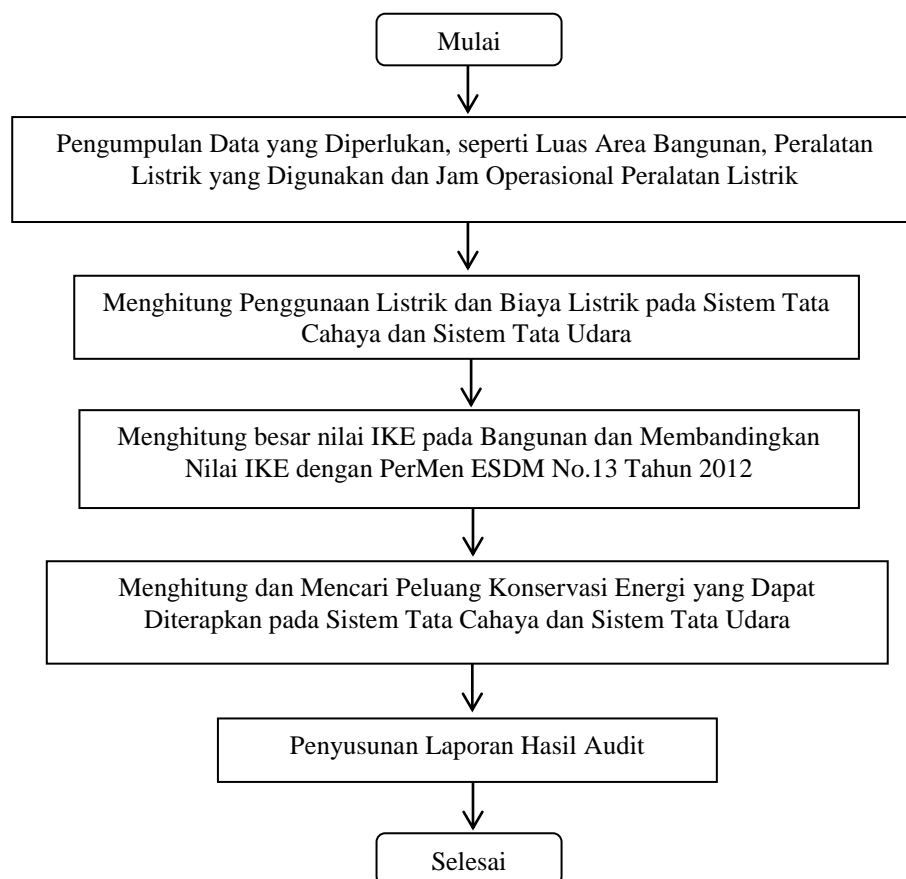 Mulai
Pengumpulan Data yang Diperlukan, seperti Luas Area Bangunan, Peralatan
Listrik yang Digunakan dan Jam Operasional Peralatan Listrik
Menghitung Penggunaan Listrik dan Biaya Listrik pada Sistem Tata
Cahaya dan Sistem Tata Udara
Menghitung besar nilai IKE pada Bangunan dan Membandingkan
Nilai IKE dengan PerMen ESDM No.13 Tahun 2012
Menghitung dan Mencari Peluang Konservasi Energi yang Dapat
Diterapkan pada Sistem Tata Cahaya dan Sistem Tata Udara
Penyusunan Laporan Hasil Audit
Selesai